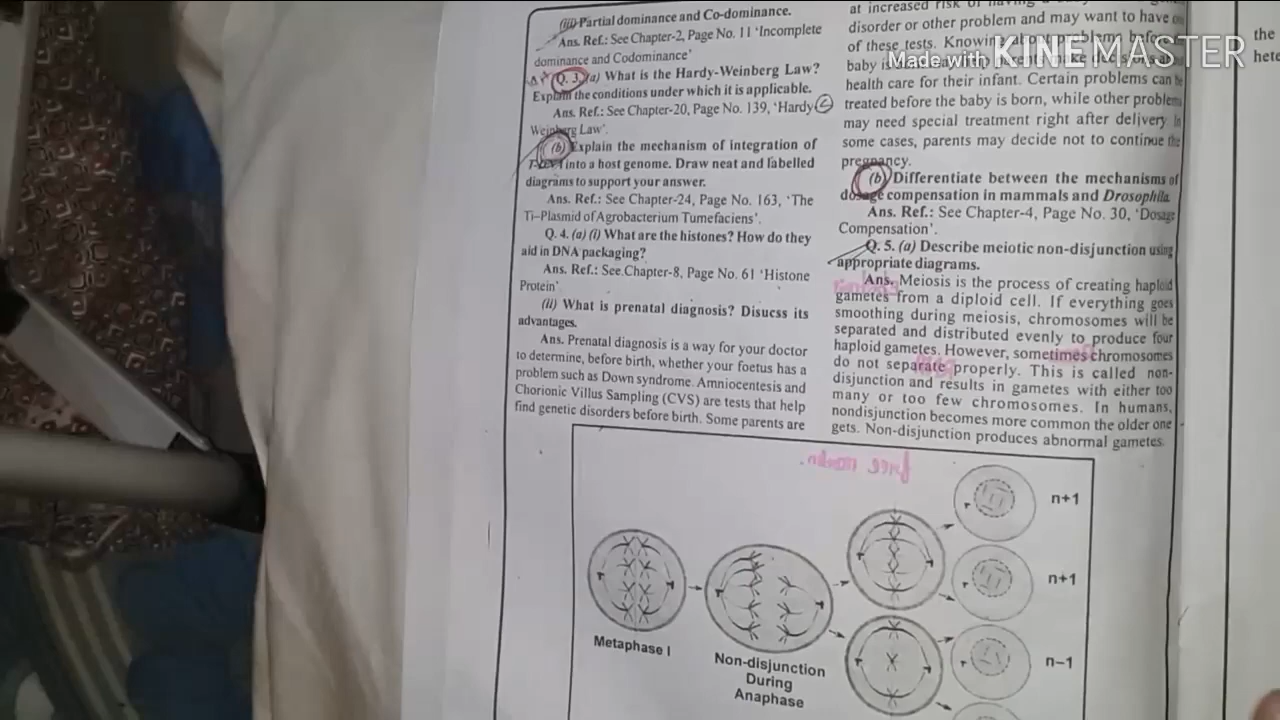 (iii) Partial dominance and Co-dominance.
Ans. Ref.: See Chapter-2, Page No. 11 'Incomplete
dominance and Codominance'
Q. 3. (a) What is the Hardy-Weinberg Law?
Explain the conditions under which it is applicable.
Ans. Ref.: See Chapter-20, Page No. 139, 'Hardy
Weinberg Law'.
(b) Explain the mechanism of integration of
into a host genome. Draw neat and labelled
diagrams to support your answer.
Ans. Ref.: See Chapter-24, Page No. 163, 'The
Ti–Plasmid of Agrobacterium Tumefaciens'.
Q. 4. (a) (i) What are the histones? How do they
aid in DNA packaging?
Ans. Ref.: See Chapter-8, Page No. 61 'Histone
Protein'
(ii) What is prenatal diagnosis? Disucss its
advantages.
Ans. Prenatal diagnosis is a way for your doctor
to determine, before birth, whether your foetus has a
problem such as Down syndrome. Amniocentesis and
Chorionic Villus Sampling (CVS) are tests that help
find genetic disorders before birth. Some parents are
at increased risk of having a
disorder or other problem and may want to have
of these tests. Knowing about problems before
baby
health care for their infant. Certain problems can
treated before the baby is born, while other problem
may need special treatment right after delivery. In
some cases, parents may decide not to continue the
pregnancy.
(b) Differentiate between the mechanisms of
dosage compensation in mammals and Drosophila.
Ans. Ref.: See Chapter-4, Page No. 30, 'Dosage
Compensation'.
Q. 5. (a) Describe meiotic non-disjunction using
appropriate diagrams.
Ans. Meiosis is the process of creating haploid
gametes from a diploid cell. If everything goes
smoothing during meiosis, chromosomes will be
separated and distributed evenly to produce four
haploid gametes. However, sometimes chromosomes
do not separate properly. This is called non-
disjunction and results in gametes with either too
many or too few chromosomes. In humans,
nondisjunction becomes more common the older one
gets. Non-disjunction produces abnormal gametes.
n+1
n+1
n–1
Metaphase I
Non-disjunction
During
Anaphase
the
hete
Made with KINEMASTER